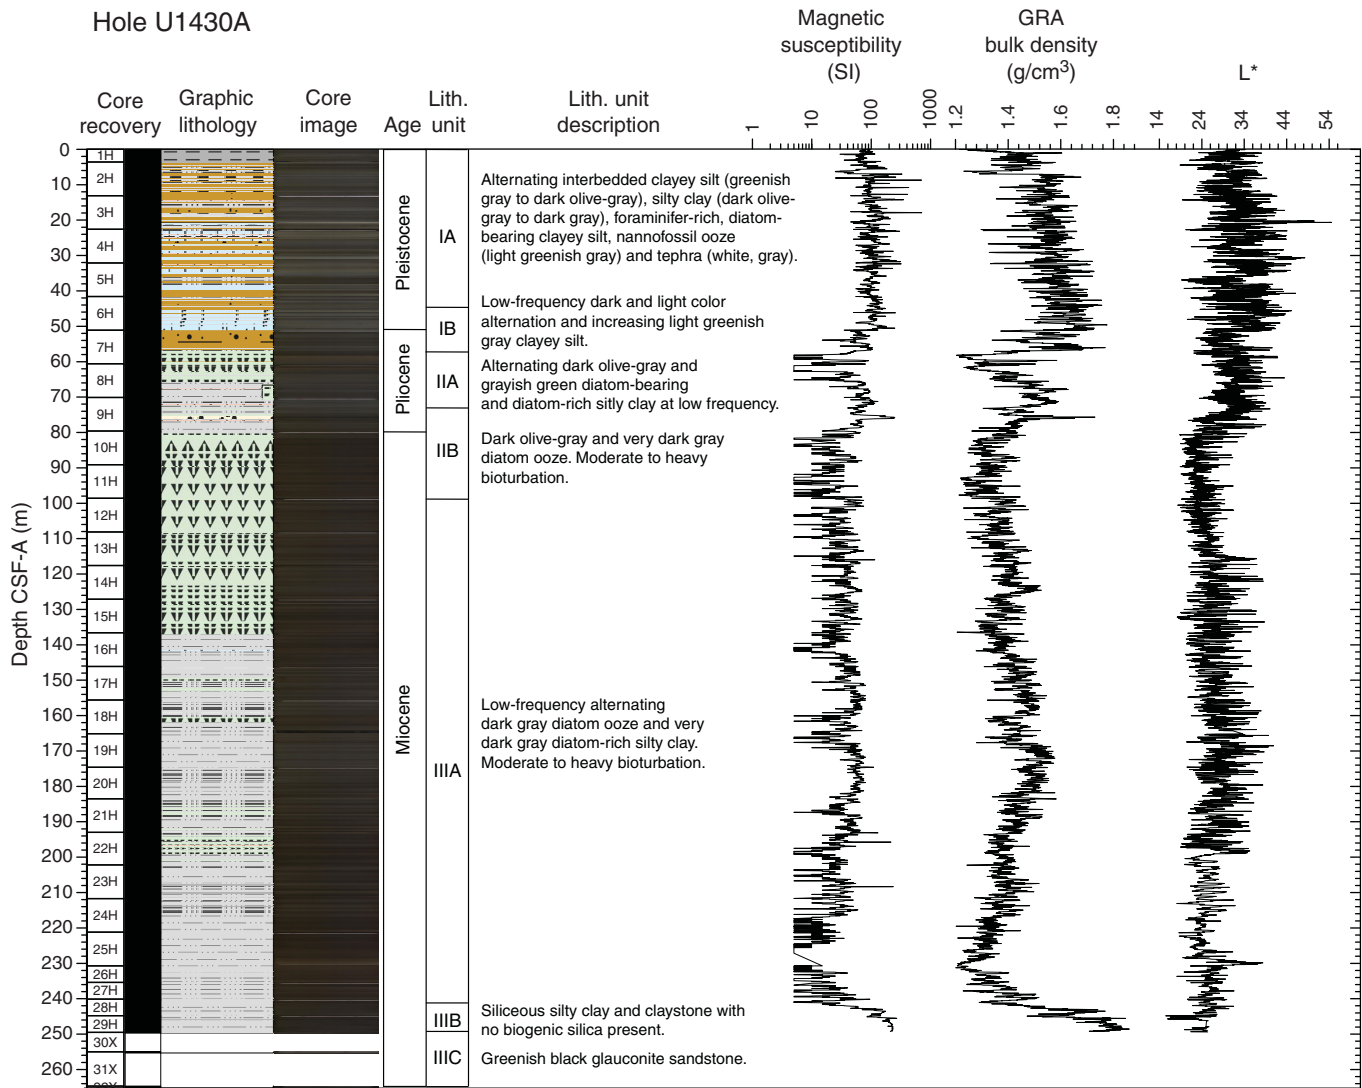 Hole U1430A
Magnetic
susceptibility
(SI)
GRA
bulk density
(g/cm3)
L*
Core
recovery
Graphic
lithology
Core
image
Age
Lith.
unit
Lith. unit
description
1 10 100 1000
1.2 1.4 1.6 1.8
14 24 34 44 54
Depth CSF-A (m)
0
10
20
30
40
50
60
70
80
90
100
110
120
130
140
150
160
170
180
190
200
210
220
230
240
250
260
1H
2H
3H
4H
5H
6H
7H
8H
9H
10H
11H
12H
13H
14H
15H
16H
17H
18H
19H
20H
21H
22H
23H
24H
25H
26H
27H
28H
29H
30X
31X
Pleistocene
Pliocene
Miocene
IA
IB
IIA
IIB
IIIA
IIIB
IIIC
Alternating interbedded clayey silt (greenish
gray to dark olive-gray), silty clay (dark olive-
gray to dark gray), foraminifer-rich, diatom-
bearing clayey silt, nannofossil ooze
(light greenish gray) and tephra (white, gray).
Low-frequency dark and light color
alternation and increasing light greenish
gray clayey silt.
Alternating dark olive-gray and
grayish green diatom-bearing
and diatom-rich sitly clay at low frequency.
Dark olive-gray and very dark gray
diatom ooze. Moderate to heavy
bioturbation.
Low-frequency alternating
dark gray diatom ooze and very
dark gray diatom-rich silty clay.
Moderate to heavy bioturbation.
Siliceous silty clay and claystone with
no biogenic silica present.
Greenish black glauconite sandstone.